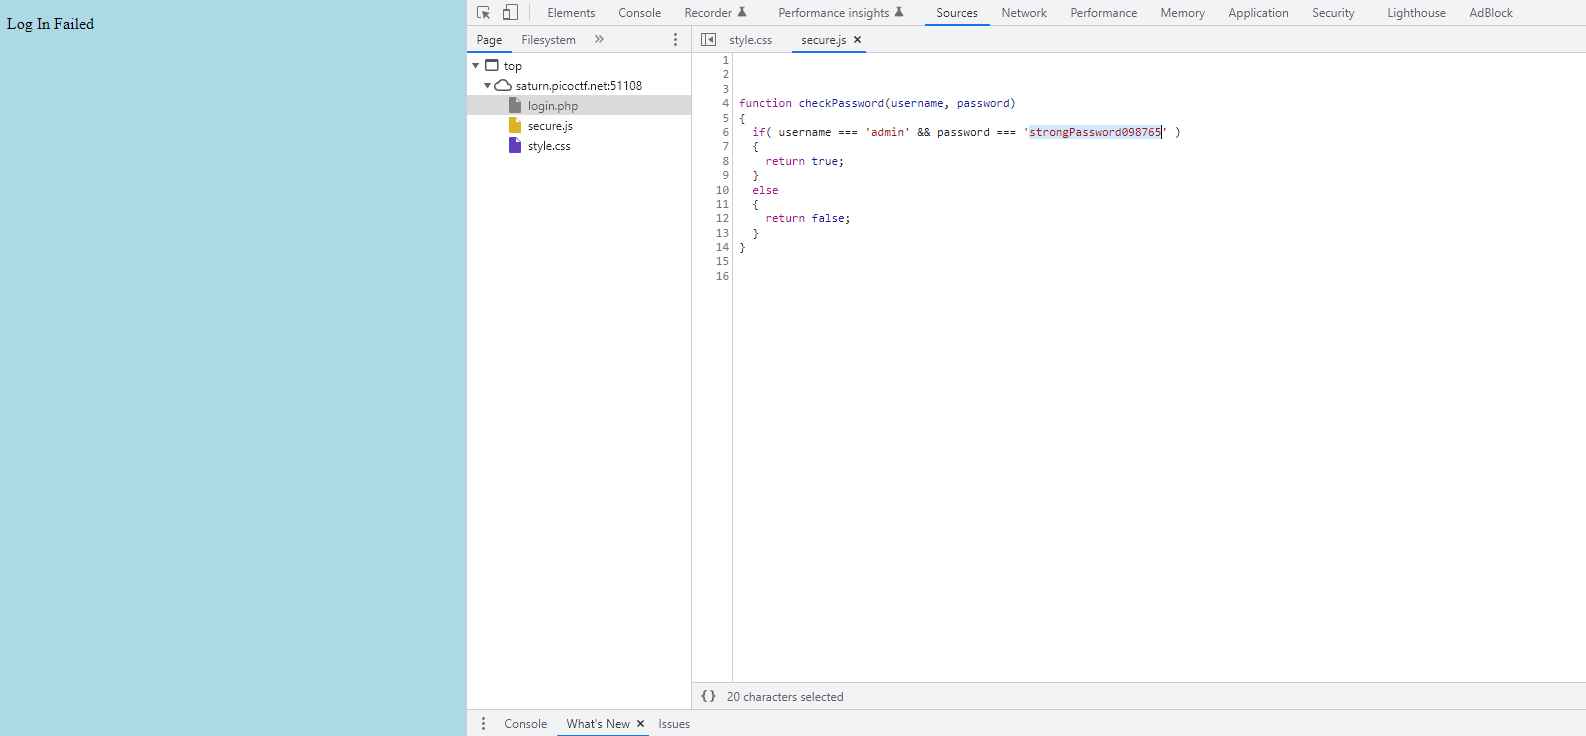 Log In Failed
Elements Console Recorder Performance insights Sources Network Performance Memory Application Security Lighthouse AdBlock
Page Filesystem » style.css secure.js ×
top
saturn.picoctf.net:51108
login.php
secure.js
style.css
1
2
3
4 function checkPassword(username, password)
5 {
6 if( username === 'admin' && password === 'strongPassword098765' )
7 {
8 return true;
9 }
10 else
11 {
12 return false;
13 }
14 }
15
16
{} 20 characters selected
Console What's New × Issues